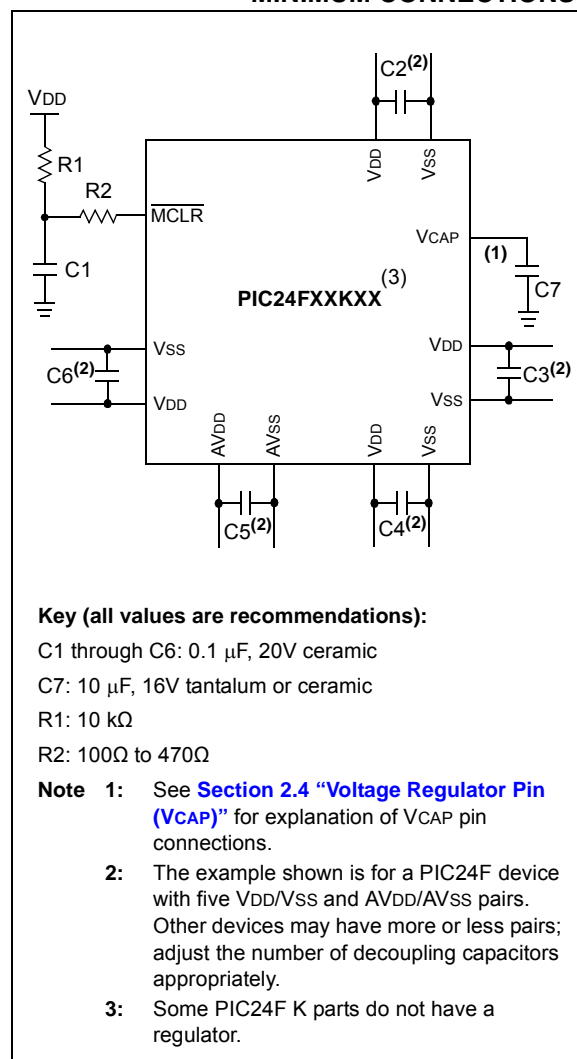 C2(2)
VDD
R1
R2
C1
VDD
VSS
MCLR
VCAP
(1)
C7
PIC24FXXKXX(3)
VSS
C6(2)
VDD
VDD
C3(2)
VSS
AVDD
AVSS
VDD
VSS
C5(2)
C4(2)
Key (all values are recommendations):
C1 through C6: 0.1 μF, 20V ceramic
C7: 10 μF, 16V tantalum or ceramic
R1: 10 kΩ
R2: 100Ω to 470Ω
Note 1: See Section 2.4 “Voltage Regulator Pin
(VCAP)” for explanation of VCAP pin
connections.
2: The example shown is for a PIC24F device
with five VDD/VSS and AVDD/AVSS pairs.
Other devices may have more or less pairs;
adjust the number of decoupling capacitors
appropriately.
3: Some PIC24F K parts do not have a
regulator.